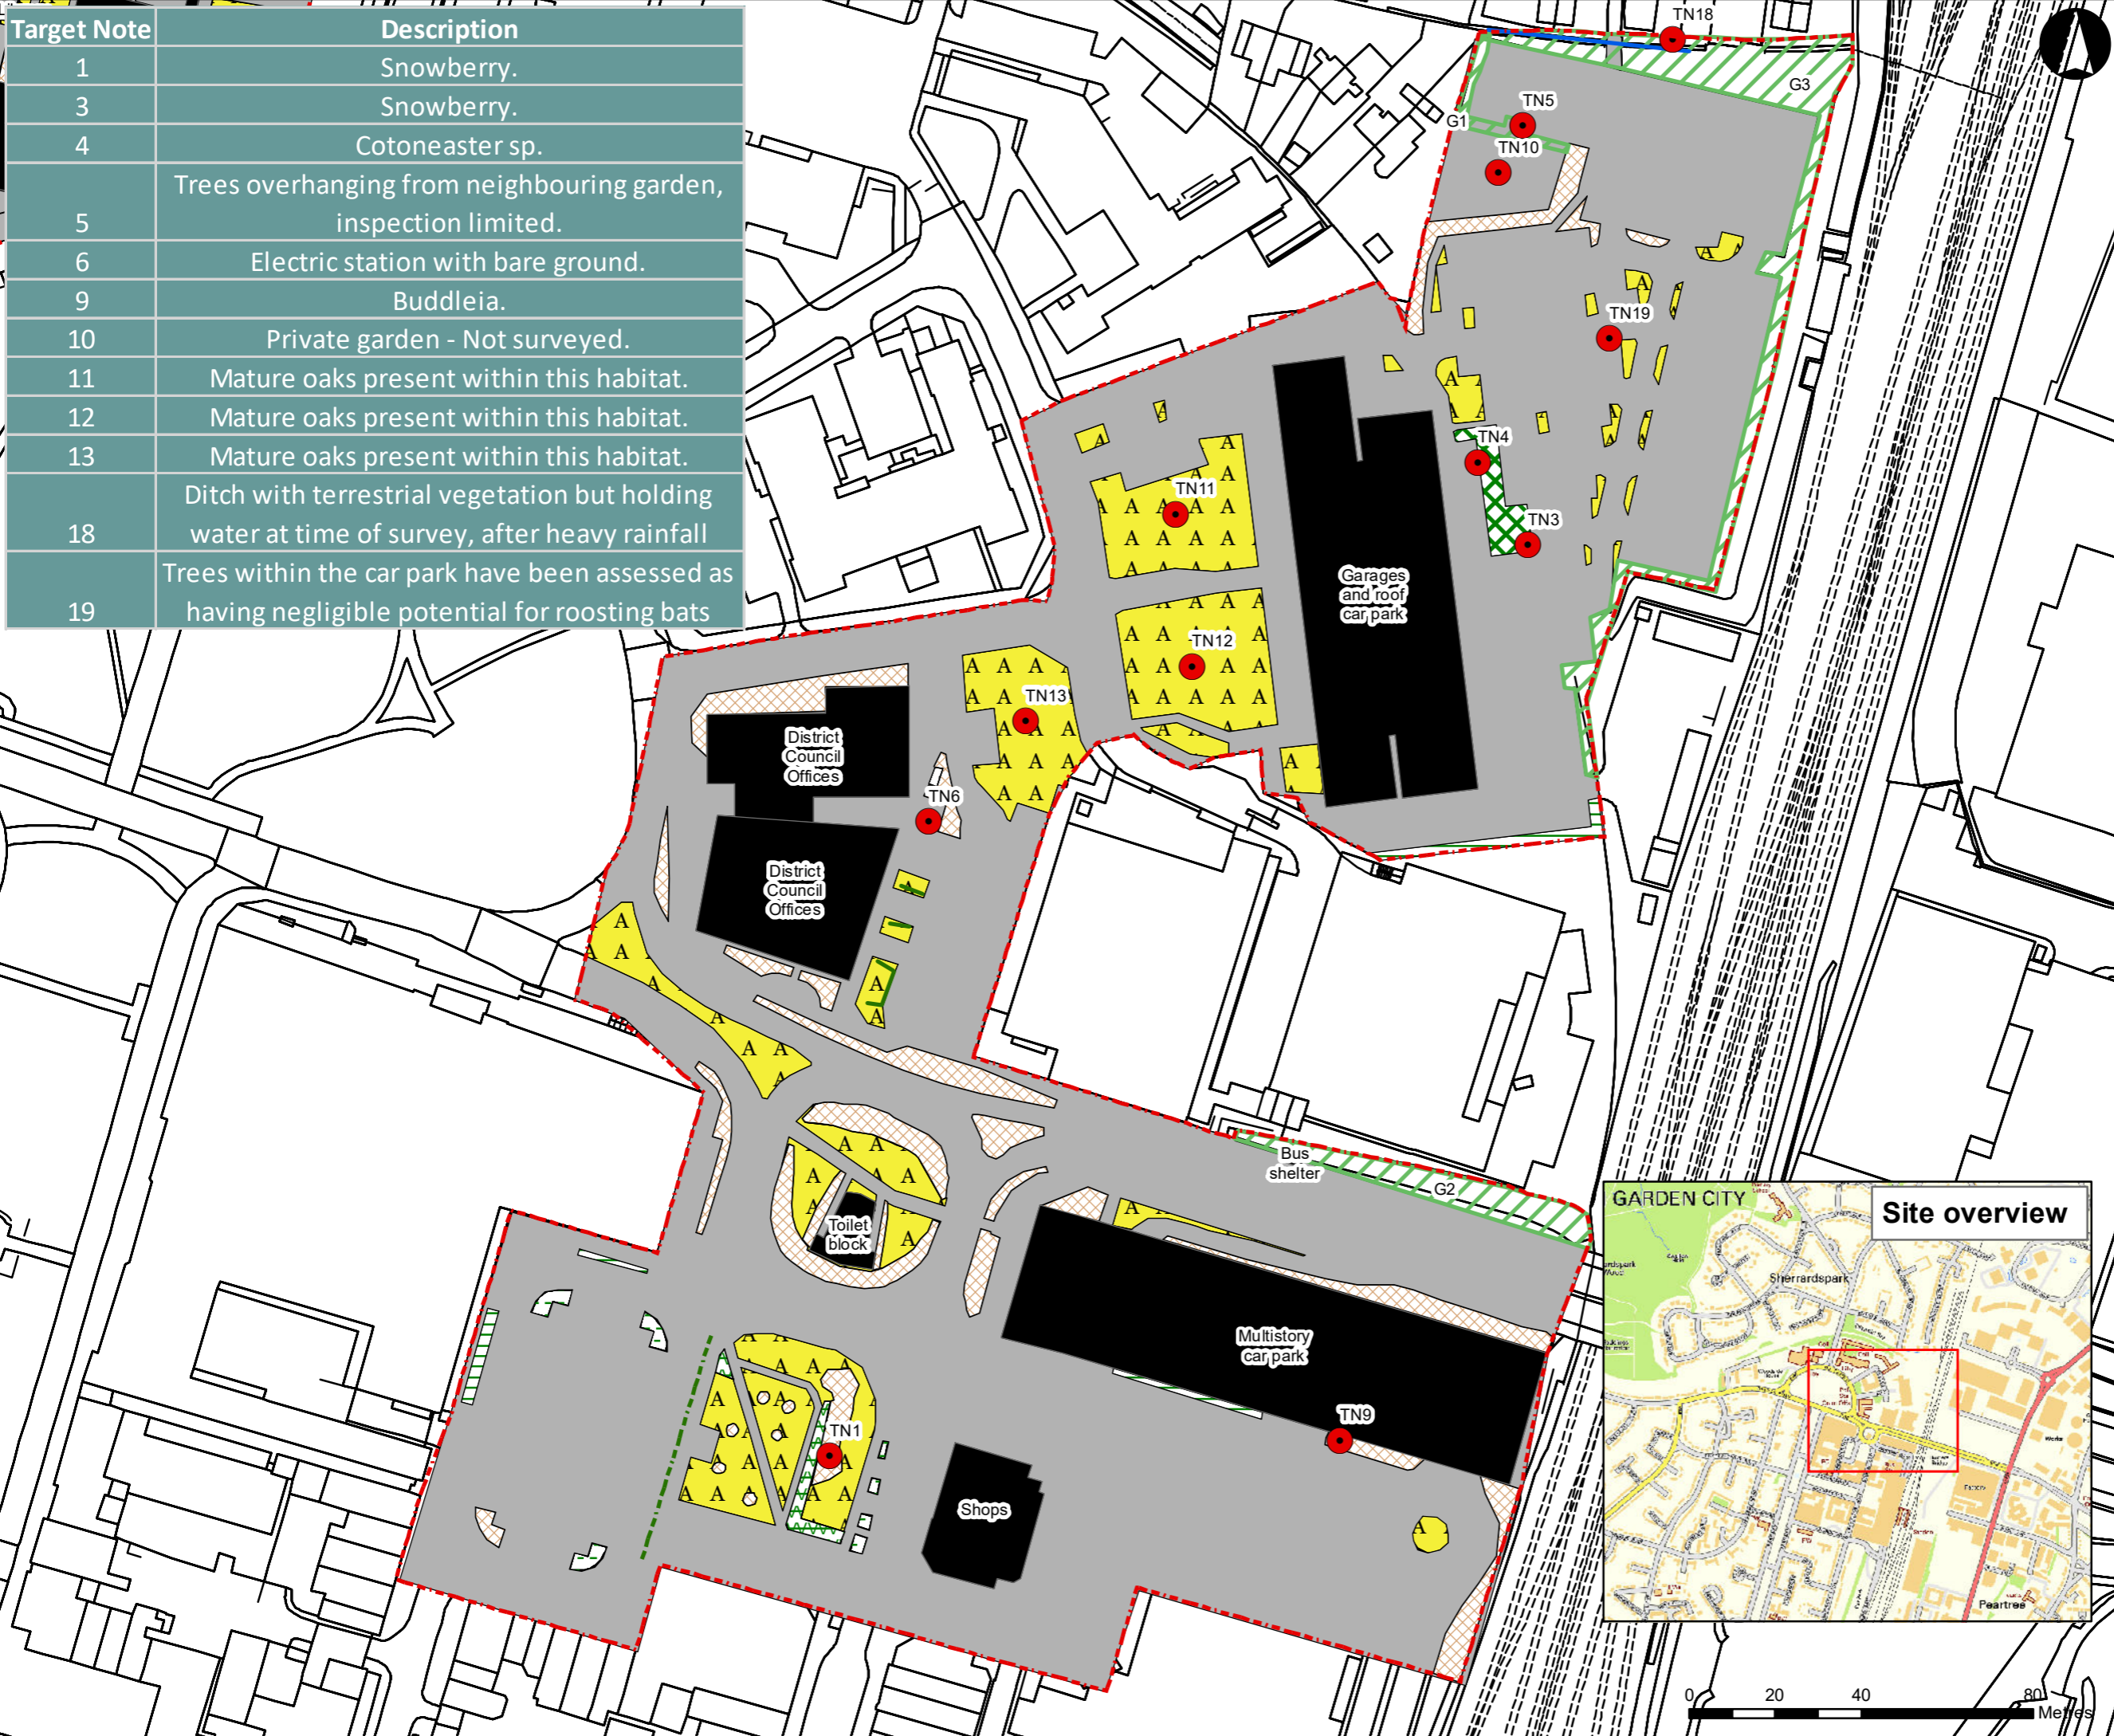 Target Note Description
1 Snowberry.
3 Snowberry.
4 Cotoneaster sp.
Trees overhanging from neighbouring garden,
5 inspection limited.
6 Electric station with bare ground.
9 Buddleia.
10 Private garden - Not surveyed.
11 Mature oaks present within this habitat.
12 Mature oaks present within this habitat.
13 Mature oaks present within this habitat.
Ditch with terrestrial vegetation but holding
18 water at time of survey, after heavy rainfall
Trees within the car park have been assessed as
19 having negligible potential for roosting bats
TN18
G3
TN5
G1
TN10
TN19
TN4
TN11
TN3
Garages
and roof
car park
TN12
TN13
District
Council
Offices
TN6
District
Council
Offices
Bus
shelter
G2
Toilet
block
Multistory
car park
TN9
TN1
Shops
GARDEN CITY
Site overview
Sherrardspark
Peartree
0 20 40 80
Metres